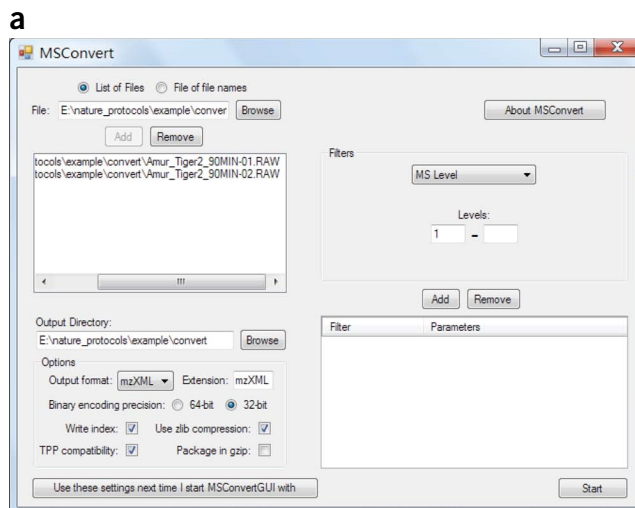 a
MSConvert
List of Files File of file names
File: E:\nature_protocols\example\conver Browse
About MSConvert
Add Remove
tocols\example\convert\Amur_Tiger2_90MIN-01.RAW
tocols\example\convert\Amur_Tiger2_90MIN-02.RAW
Filters
MS Level
Levels:
1 –
Add Remove
Output Directory:
E:\nature_protocols\example\convert Browse
Filter Parameters
Options
Output format: mzXML Extension: mzXML
Binary encoding precision: 64-bit 32-bit
Write index: Use zlib compression:
TPP compatibility: Package in gzip:
Use these settings next time I start MSConvertGUI with
Start